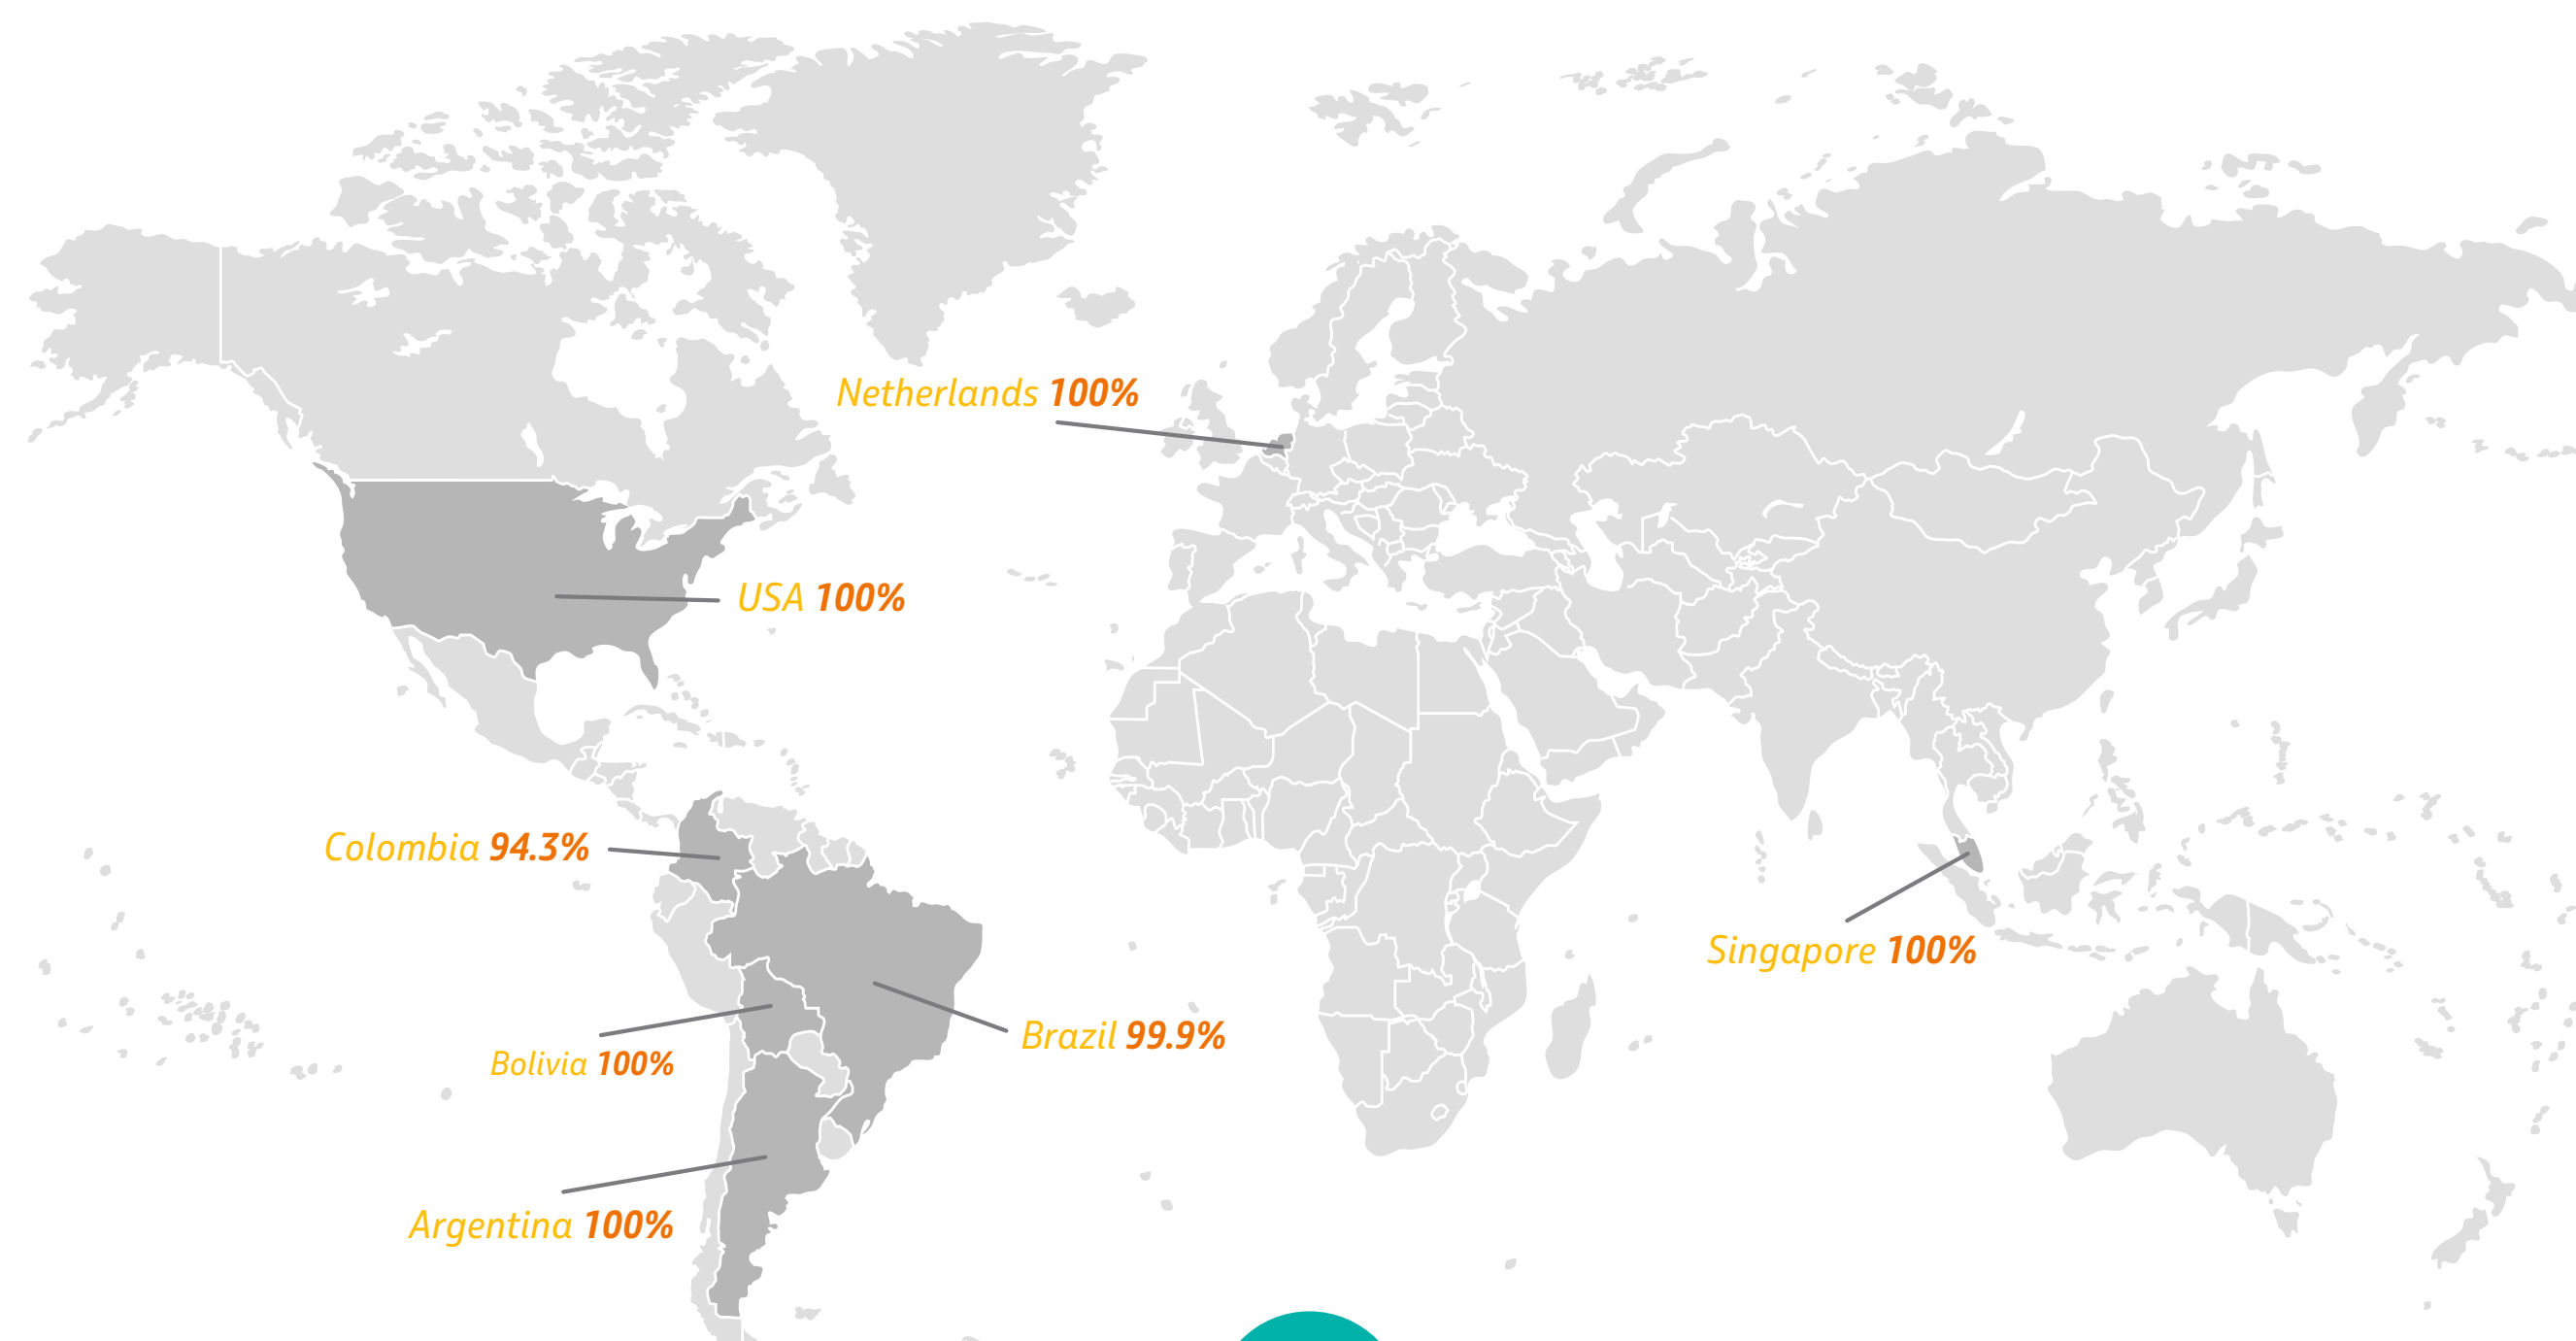 Netherlands 100%
USA 100%
Colombia 94.3%
Singapore 100%
Brazil 99.9%
Bolivia 100%
Argentina 100%